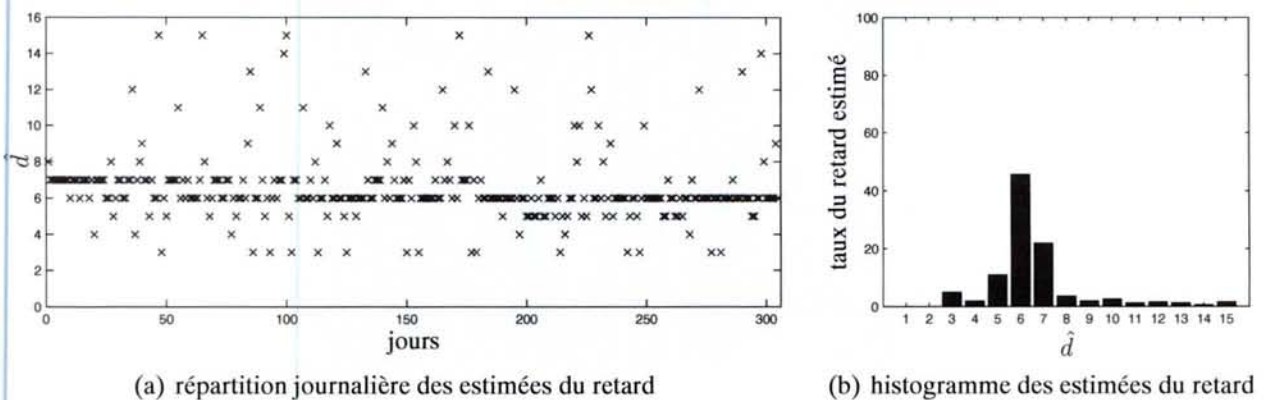 16
14
12
10
8
6
4
2
0
d̂
0 50 100 150 200 250 300
jours
(a) répartition journalière des estimées du retard
100
80
60
40
20
0
taux du retard estimé
1 2 3 4 5 6 7 8 9 10 11 12 13 14 15
d̂
(b) histogramme des estimées du retard